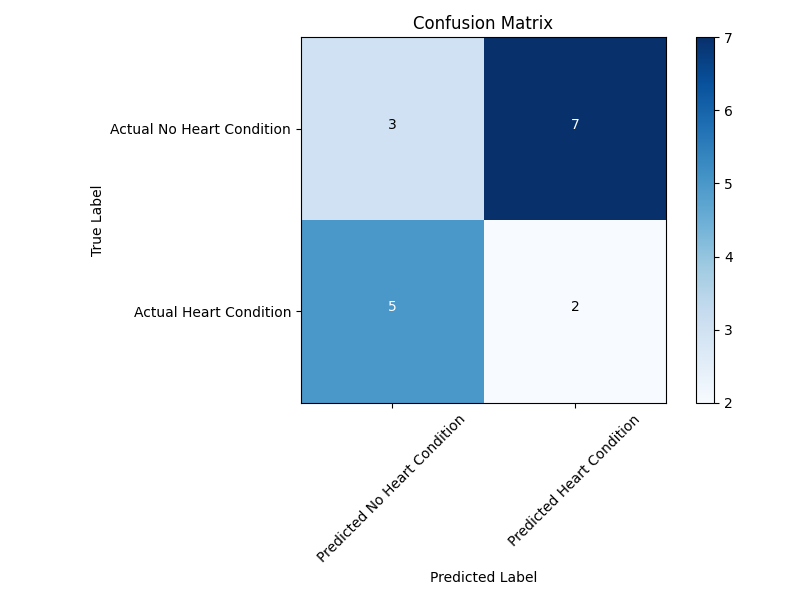 Confusion Matrix
Actual No Heart Condition
3
7
Actual Heart Condition
5
2
True Label
Predicted No Heart Condition
Predicted Heart Condition
Predicted Label
7
6
5
4
3
2